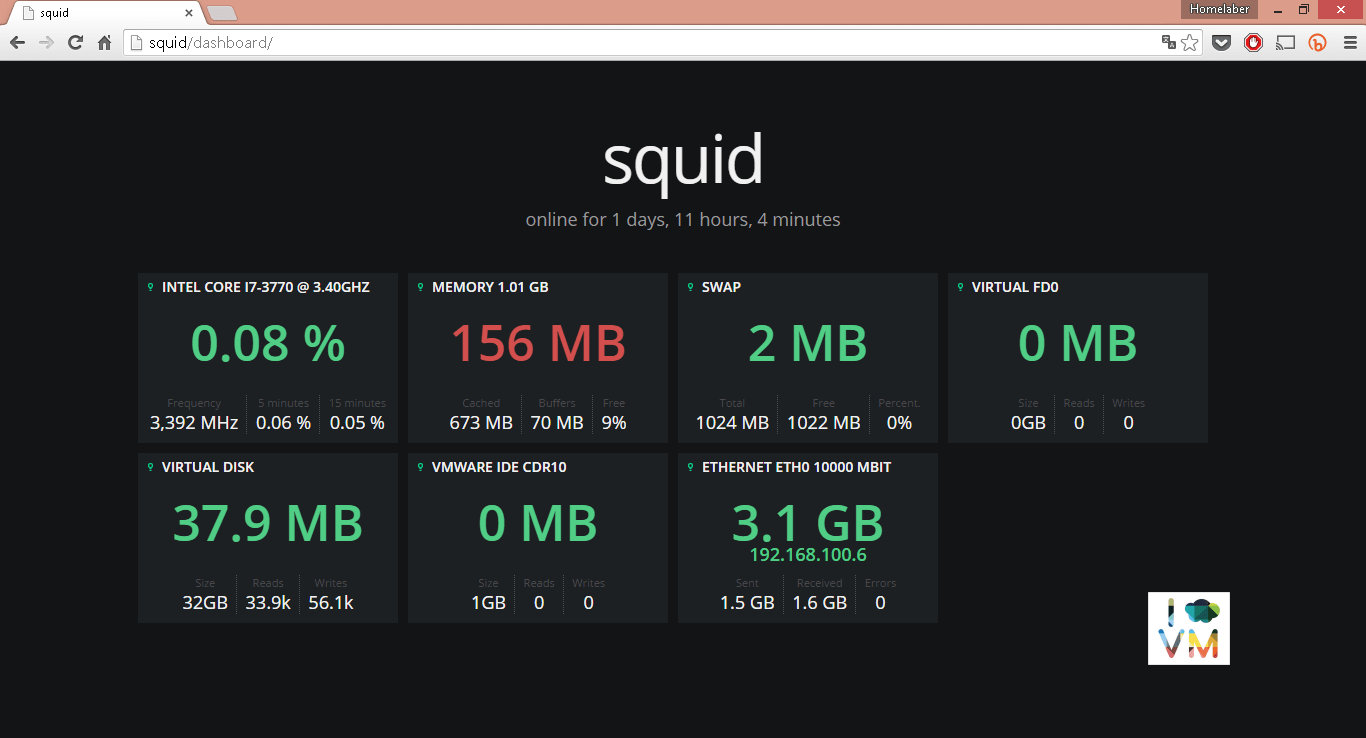 squid
Homelaber
squid/dashboard/
squid
online for 1 days, 11 hours, 4 minutes
INTEL CORE I7-3770 @ 3.40GHZ
0.08 %
Frequency 5 minutes 15 minutes
3,392 MHz 0.06 % 0.05 %
MEMORY 1.01 GB
156 MB
Cached Buffers Free
673 MB 70 MB 9%
SWAP
2 MB
Total Free Percent.
1024 MB 1022 MB 0%
VIRTUAL FD0
0 MB
Size Reads Writes
0GB 0 0
VIRTUAL DISK
37.9 MB
Size Reads Writes
32GB 33.9k 56.1k
VMWARE IDE CDR10
0 MB
Size Reads Writes
1GB 0 0
ETHERNET ETH0 10000 MBIT
3.1 GB
192.168.100.6
Sent Received Errors
1.5 GB 1.6 GB 0
I
VM